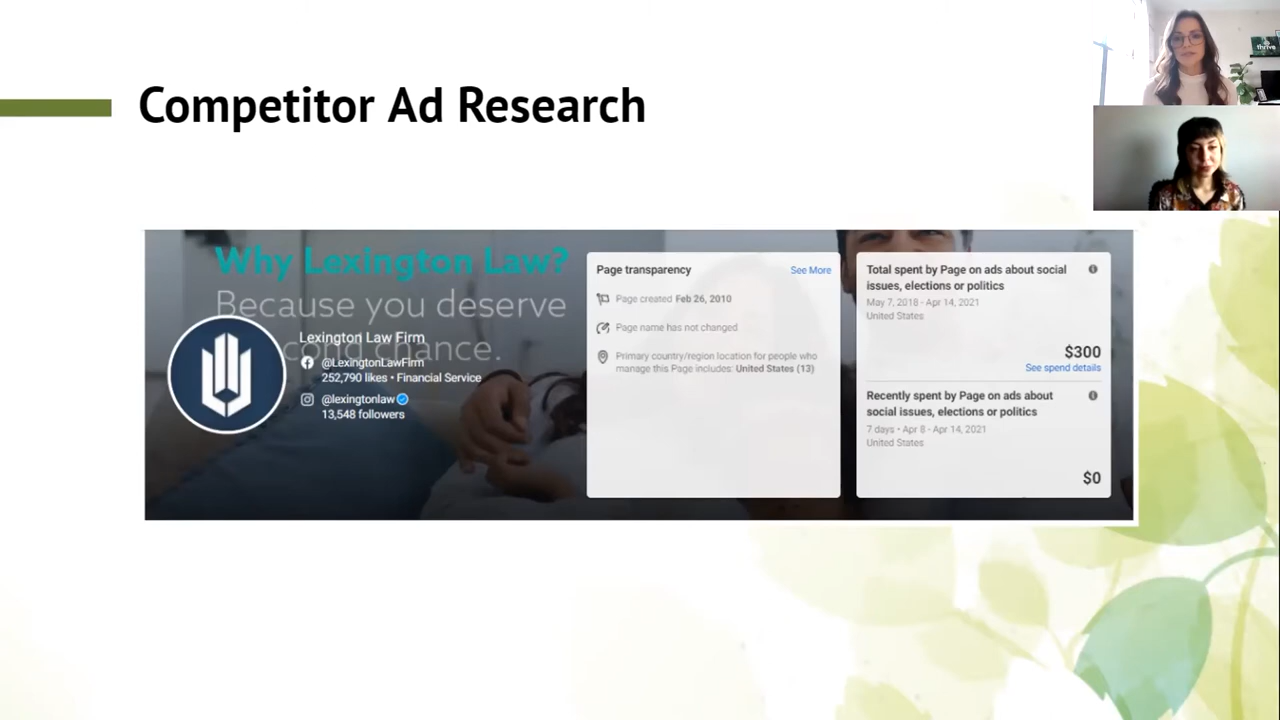 Competitor Ad Research
thrive
Why Lexington Law?
Because you deserve
cond chance.
Lexington Law Firm
@LexingtonLawFirm
252,790 likes • Financial Service
@lexingtonlaw
13,548 followers
Page transparency
See More
Page created Feb 26, 2010
Page name has not changed
Primary country/region location for people who
manage this Page includes: United States (13)
Total spent by Page on ads about social
issues, elections or politics
May 7, 2018 - Apr 14, 2021
United States
$300
See spend details
Recently spent by Page on ads about
social issues, elections or politics
7 days • Apr 8 - Apr 14, 2021
United States
$0